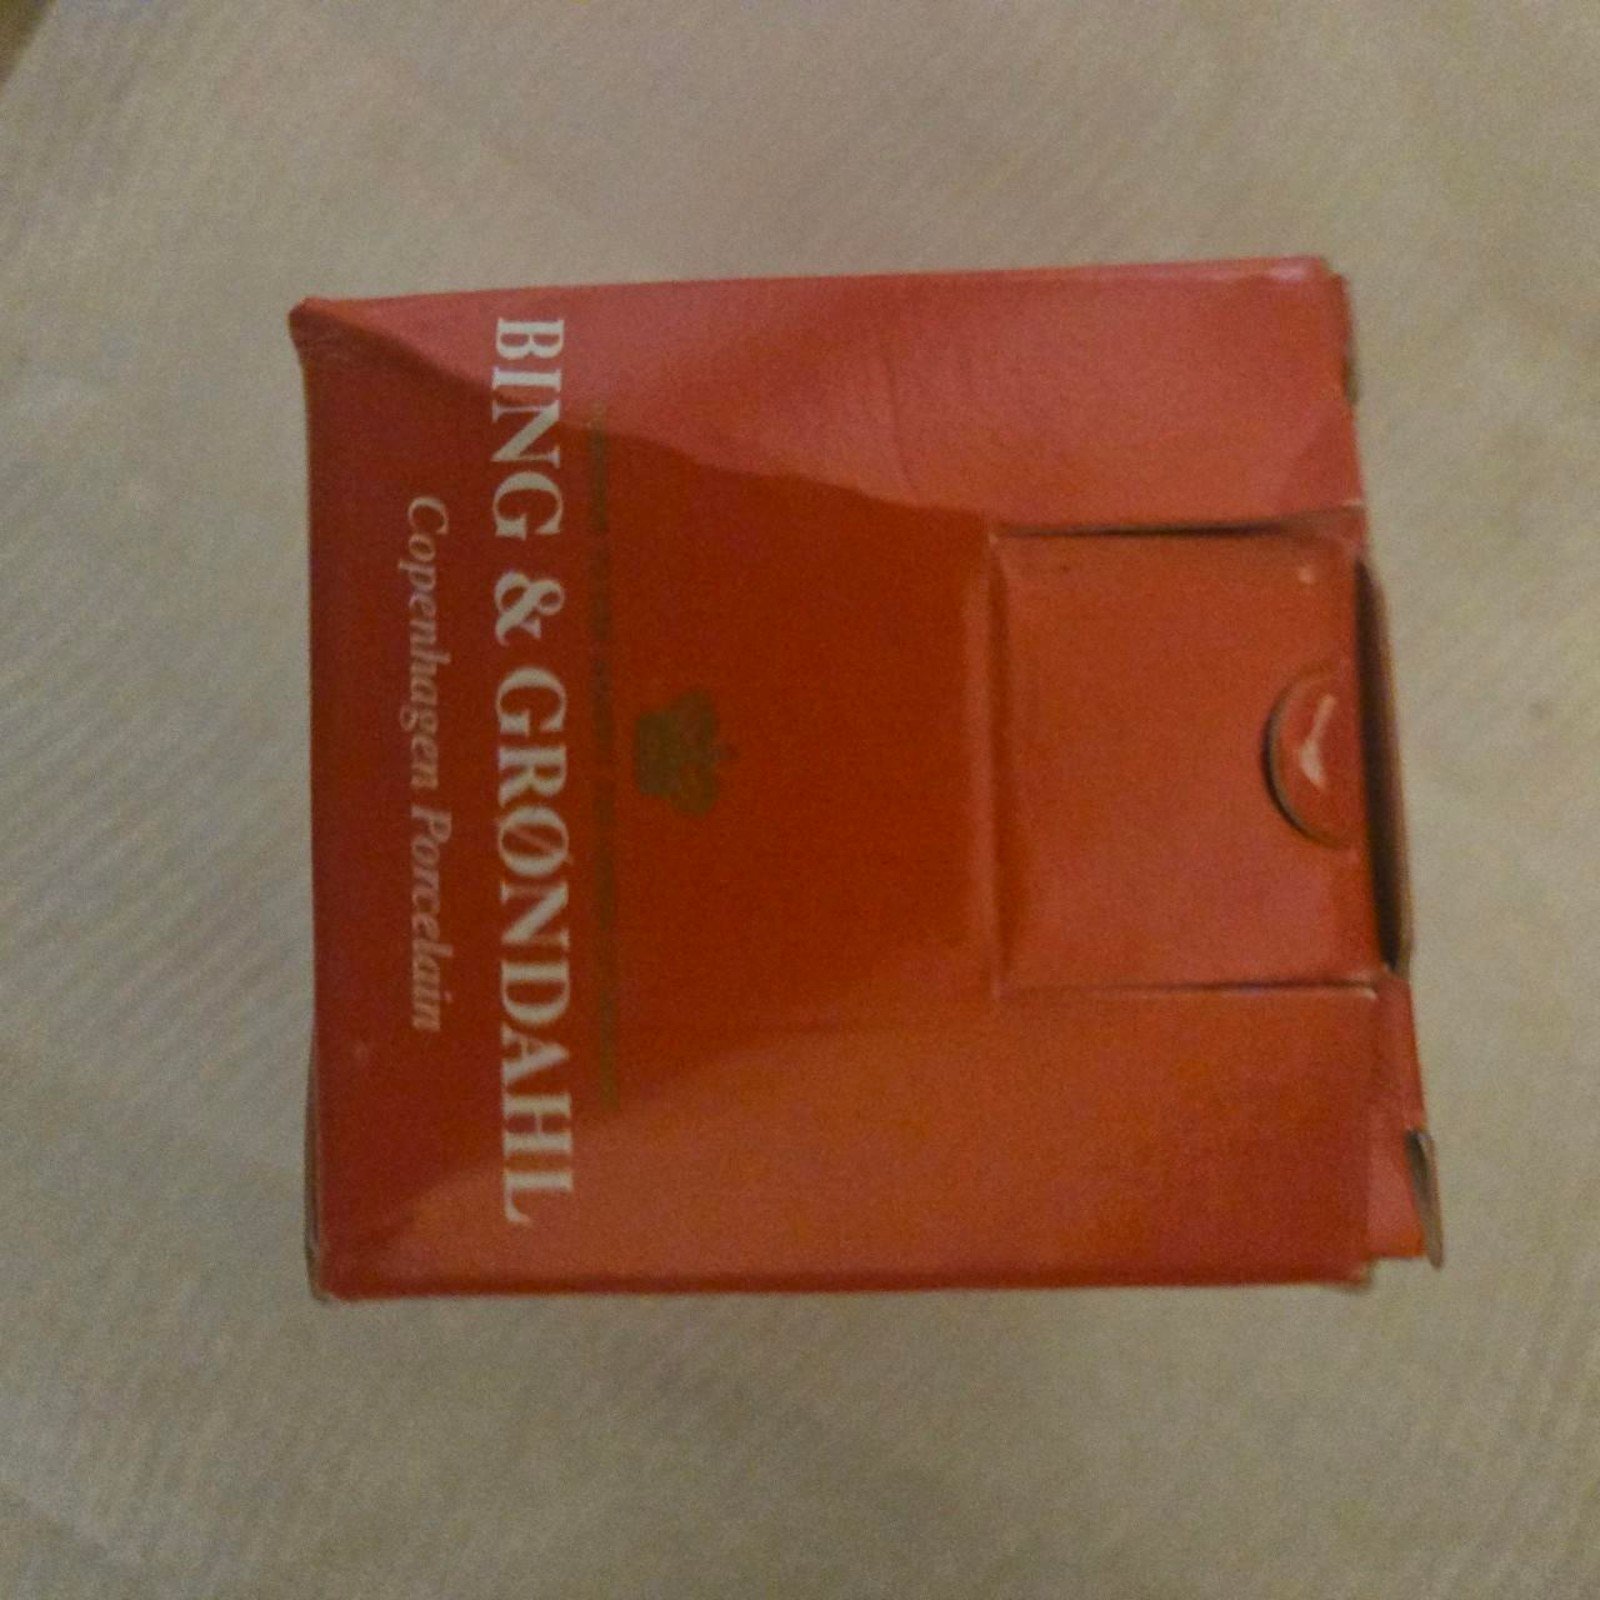 BING & GRØNDAHL
Copenhagen Porcelain